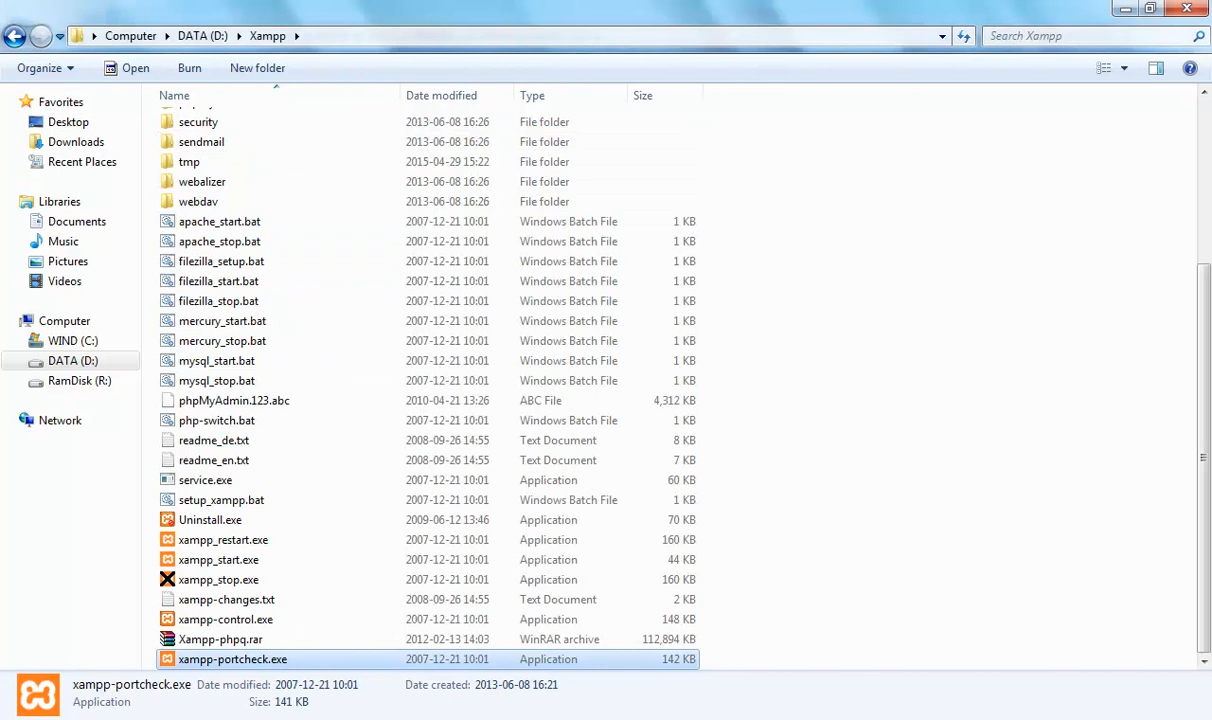 Computer DATA (D:) Xampp
Search Xampp
Organize Open Burn New folder
Name Date modified Type Size
Favorites
Desktop
Downloads
Recent Places
Libraries
Documents
Music
Pictures
Videos
Computer
WIND (C:)
DATA (D:)
RamDisk (R:)
Network
security 2013-06-08 16:26 File folder
sendmail 2013-06-08 16:26 File folder
tmp 2015-04-29 15:22 File folder
webalizer 2013-06-08 16:26 File folder
webdav 2013-06-08 16:26 File folder
apache_start.bat 2007-12-21 10:01 Windows Batch File 1 KB
apache_stop.bat 2007-12-21 10:01 Windows Batch File 1 KB
filezilla_setup.bat 2007-12-21 10:01 Windows Batch File 1 KB
filezilla_start.bat 2007-12-21 10:01 Windows Batch File 1 KB
filezilla_stop.bat 2007-12-21 10:01 Windows Batch File 1 KB
mercury_start.bat 2007-12-21 10:01 Windows Batch File 1 KB
mercury_stop.bat 2007-12-21 10:01 Windows Batch File 1 KB
mysql_start.bat 2007-12-21 10:01 Windows Batch File 1 KB
mysql_stop.bat 2007-12-21 10:01 Windows Batch File 1 KB
phpMyAdmin.123.abc 2010-04-21 13:26 ABC File 4,312 KB
php-switch.bat 2007-12-21 10:01 Windows Batch File 1 KB
readme_de.txt 2008-09-26 14:55 Text Document 8 KB
readme_en.txt 2008-09-26 14:55 Text Document 7 KB
service.exe 2007-12-21 10:01 Application 60 KB
setup_xampp.bat 2007-12-21 10:01 Windows Batch File 1 KB
Uninstall.exe 2009-06-12 13:46 Application 70 KB
xampp_restart.exe 2007-12-21 10:01 Application 160 KB
xampp_start.exe 2007-12-21 10:01 Application 44 KB
xampp_stop.exe 2007-12-21 10:01 Application 160 KB
xampp-changes.txt 2008-09-26 14:55 Text Document 2 KB
xampp-control.exe 2007-12-21 10:01 Application 148 KB
Xampp-phpq.rar 2012-02-13 14:03 WinRAR archive 112,894 KB
xampp-portcheck.exe 2007-12-21 10:01 Application 142 KB
xampp-portcheck.exe Date modified: 2007-12-21 10:01 Date created: 2013-06-08 16:21
Application Size: 141 KB